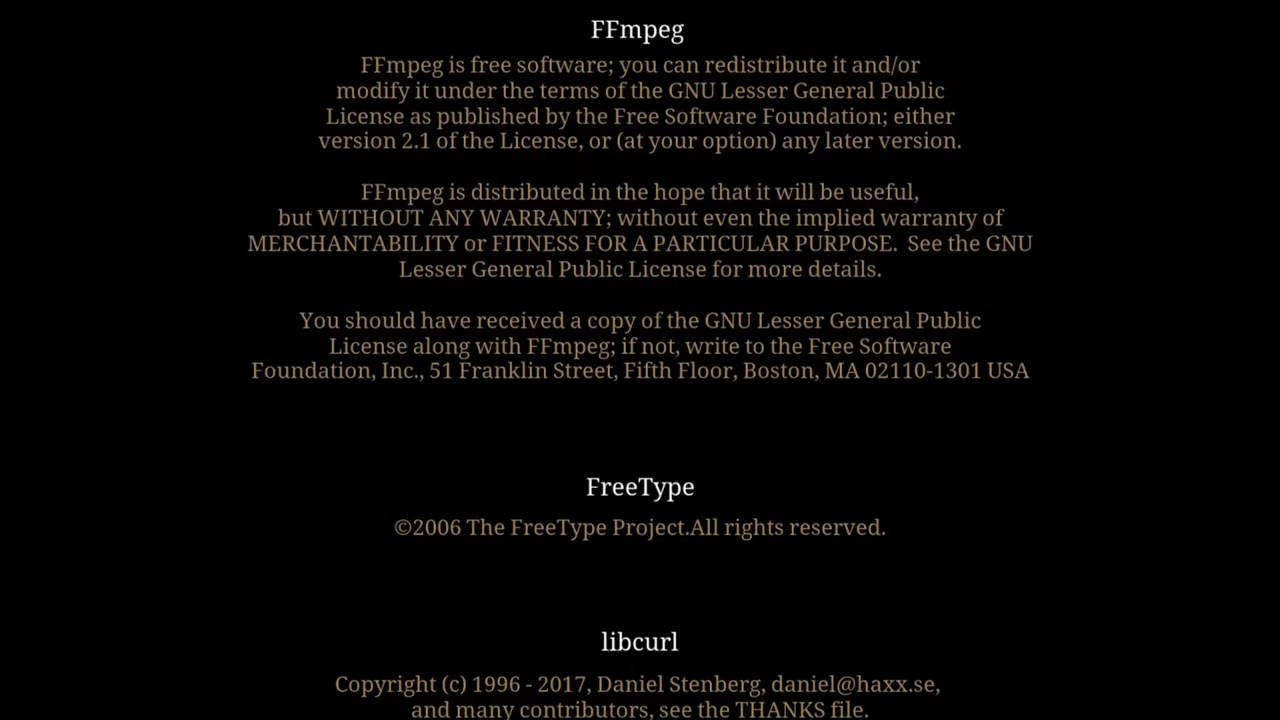 FFmpeg
FFmpeg is free software; you can redistribute it and/or
modify it under the terms of the GNU Lesser General Public
License as published by the Free Software Foundation; either
version 2.1 of the License, or (at your option) any later version.
FFmpeg is distributed in the hope that it will be useful,
but WITHOUT ANY WARRANTY; without even the implied warranty of
MERCHANTABILITY or FITNESS FOR A PARTICULAR PURPOSE.  See the GNU
Lesser General Public License for more details.
You should have received a copy of the GNU Lesser General Public
License along with FFmpeg; if not, write to the Free Software
Foundation, Inc., 51 Franklin Street, Fifth Floor, Boston, MA 02110-1301 USA
FreeType
©2006 The FreeType Project.All rights reserved.
libcurl
Copyright (c) 1996 - 2017, Daniel Stenberg, daniel@haxx.se,
and many contributors, see the THANKS file.